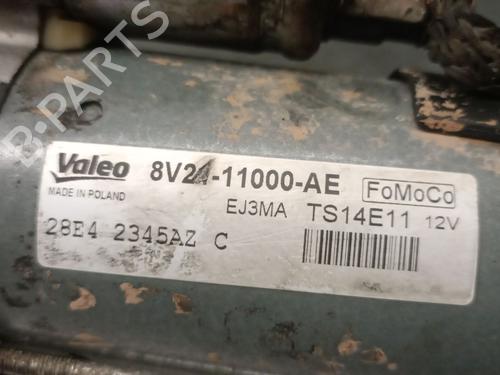 B-PARTS
Valeo 8V21-11000-AE FoMoCo
MADE IN POLAND
EJ3MA TS14E11 12V
28E4 2345AZ C